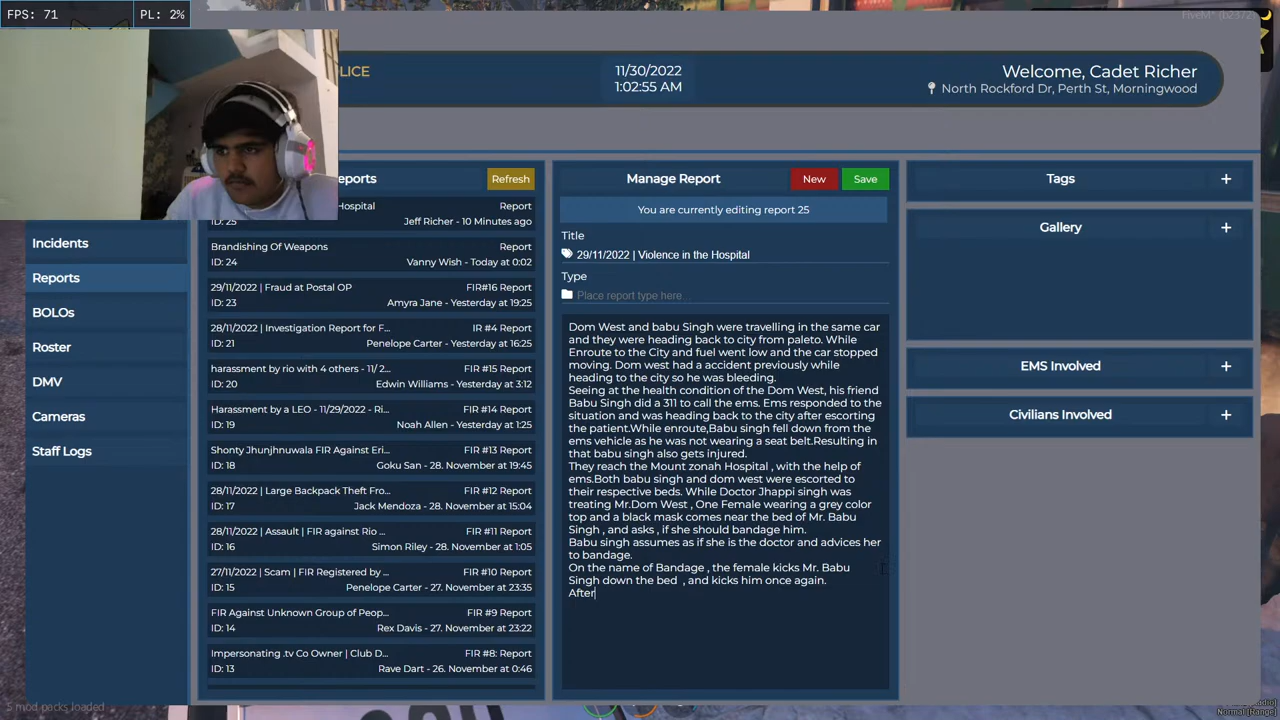 FPS: 71
PL: 2%
FiveM* (b2372)
LICE
11/30/2022
1:02:55 AM
Welcome, Cadet Richer
North Rockford Dr, Perth St, Morningwood
Incidents
Reports
BOLOs
Roster
DMV
Cameras
Staff Logs
eports
Refresh
Hospital
Report
ID: 25
Jeff Richer - 10 Minutes ago
Brandishing Of Weapons
Report
ID: 24
Vanny Wish - Today at 0:02
29/11/2022 | Fraud at Postal OP
FIR#16 Report
ID: 23
Amyra Jane - Yesterday at 19:25
28/11/2022 | Investigation Report for F...
IR #4 Report
ID: 21
Penelope Carter - Yesterday at 16:25
harassment by rio with 4 others - 11/ 2...
FIR #15 Report
ID: 20
Edwin Williams - Yesterday at 3:12
Harassment by a LEO - 11/29/2022 - Ri...
FIR #14 Report
ID: 19
Noah Allen - Yesterday at 1:25
Shonty Jhunjhnuwala FIR Against Eri...
FIR #13 Report
ID: 18
Goku San - 28. November at 19:45
28/11/2022 | Large Backpack Theft Fro...
FIR #12 Report
ID: 17
Jack Mendoza - 28. November at 15:04
28/11/2022 | Assault | FIR against Rio ...
FIR #11 Report
ID: 16
Simon Riley - 28. November at 1:05
27/11/2022 | Scam | FIR Registered by ...
FIR #10 Report
ID: 15
Penelope Carter - 27. November at 23:35
FIR Against Unknown Group of Peop...
FIR #9 Report
ID: 14
Rex Davis - 27. November at 23:22
Impersonating .tv Co Owner | Club D...
FIR #8: Report
ID: 13
Rave Dart - 26. November at 0:46
Manage Report
New
Save
You are currently editing report 25
Title
29/11/2022 | Violence in the Hospital
Type
Place report type here...
Dom West and babu Singh were travelling in the same car
and they were heading back to city from paleto. While
Enroute to the City and fuel went low and the car stopped
moving. Dom west had a accident previously while
heading to the city so he was bleeding.
Seeing at the health condition of the Dom West, his friend
Babu Singh did a 311 to call the ems. Ems responded to the
situation and was heading back to the city after escorting
the patient.While enroute,Babu singh fell down from the
ems vehicle as he was not wearing a seat belt.Resulting in
that babu singh also gets injured.
They reach the Mount zonah Hospital , with the help of
ems.Both babu singh and dom west were escorted to
their respective beds. While Doctor Jhappi singh was
treating Mr.Dom West , One Female wearing a grey color
top and a black mask comes near the bed of Mr. Babu
Singh , and asks , if she should bandage him.
Babu singh assumes as if she is the doctor and advices her
to bandage.
On the name of Bandage , the female kicks Mr. Babu
Singh down the bed , and kicks him once again.
After
Tags
Gallery
EMS Involved
Civilians Involved
5 mod packs loaded
Normal [Range]